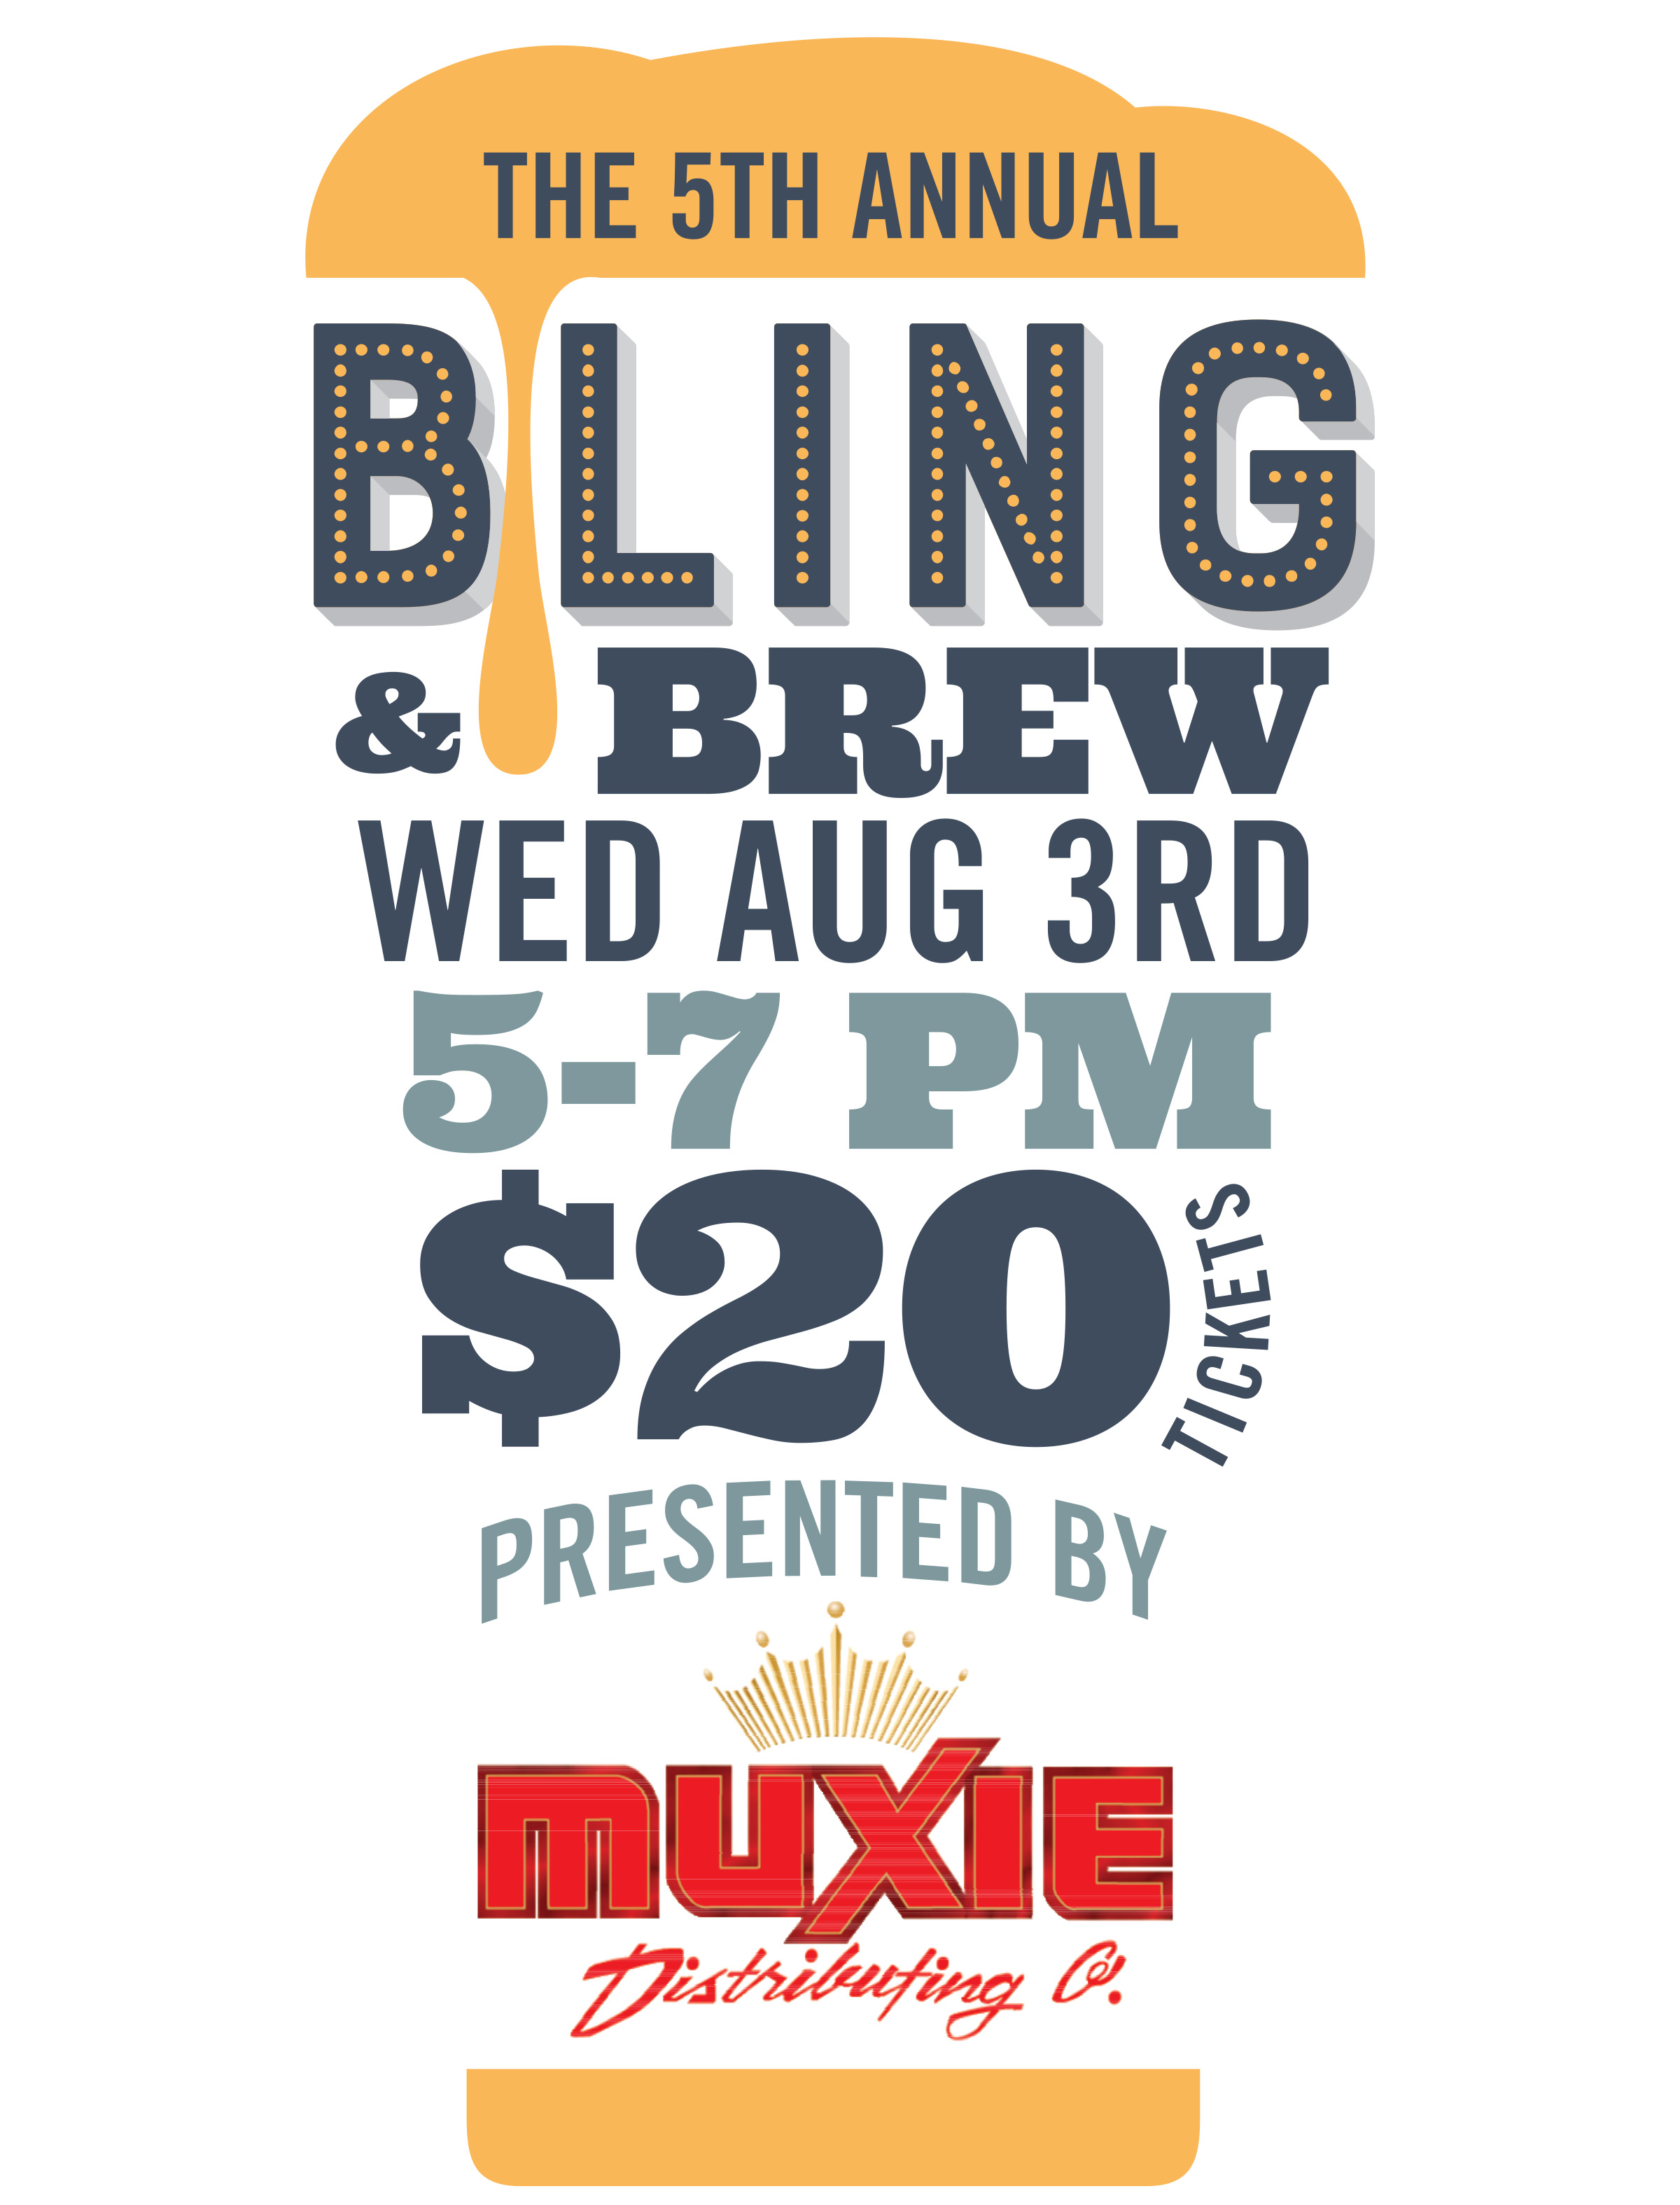 THE 5TH ANNUAL
BLING
& BREW
WED AUG 3RD
5-7 PM
$20 TICKETS
PRESENTED BY
MUXIE
Distributing Co.